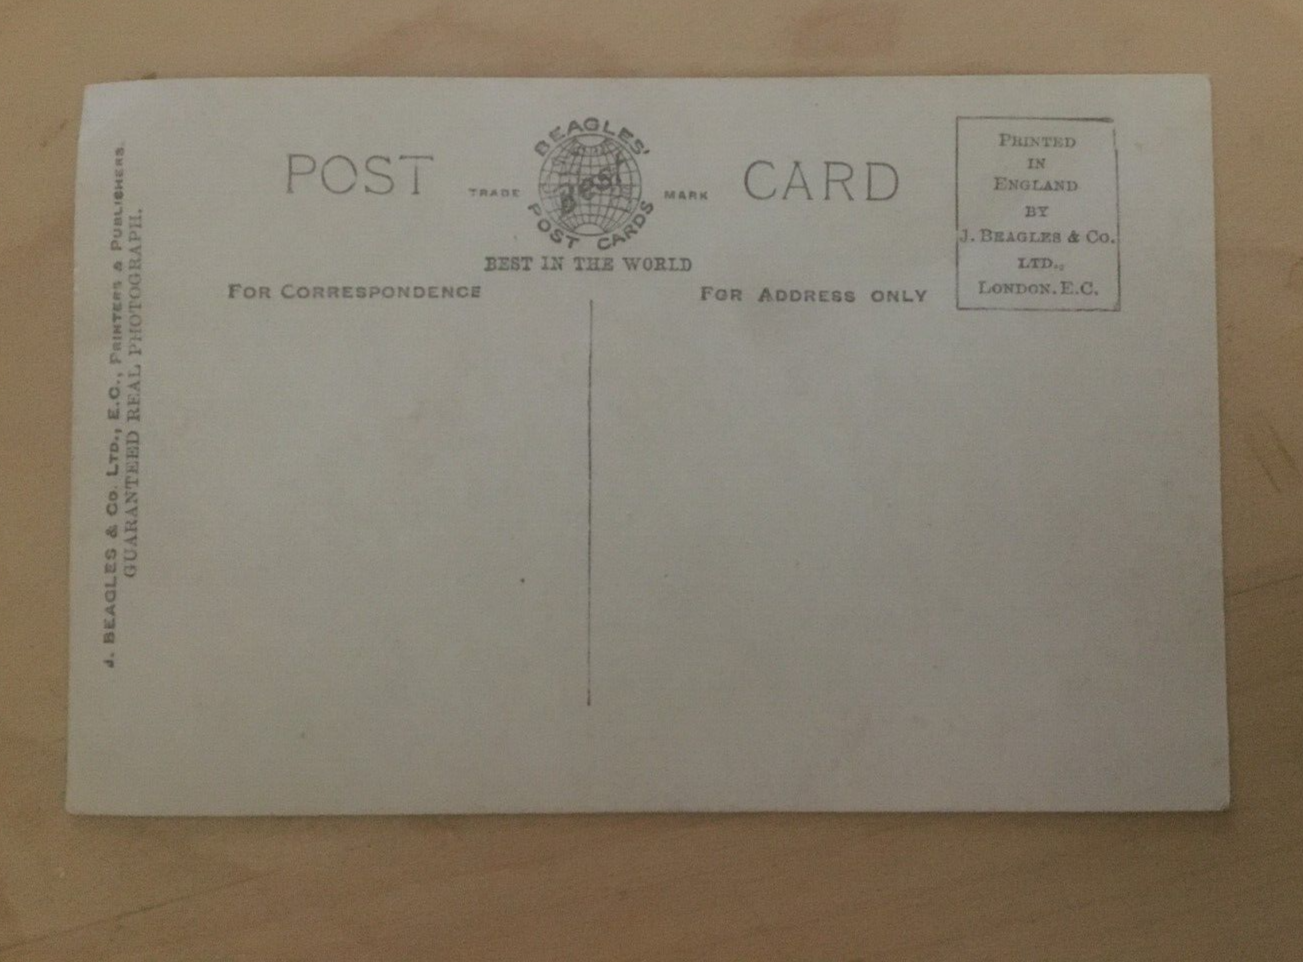 POST CARD
BEAGLES'
BEST
POST CARDS
TRADE MARK
BEST IN THE WORLD
FOR CORRESPONDENCE
FOR ADDRESS ONLY
PRINTED
IN
ENGLAND
BY
J. BEAGLES & Co.
LTD.,
LONDON. E.C.
J. BEAGLES & Co. LTD., E.C., PRINTERS & PUBLISHERS.
GUARANTEED REAL PHOTOGRAPH.